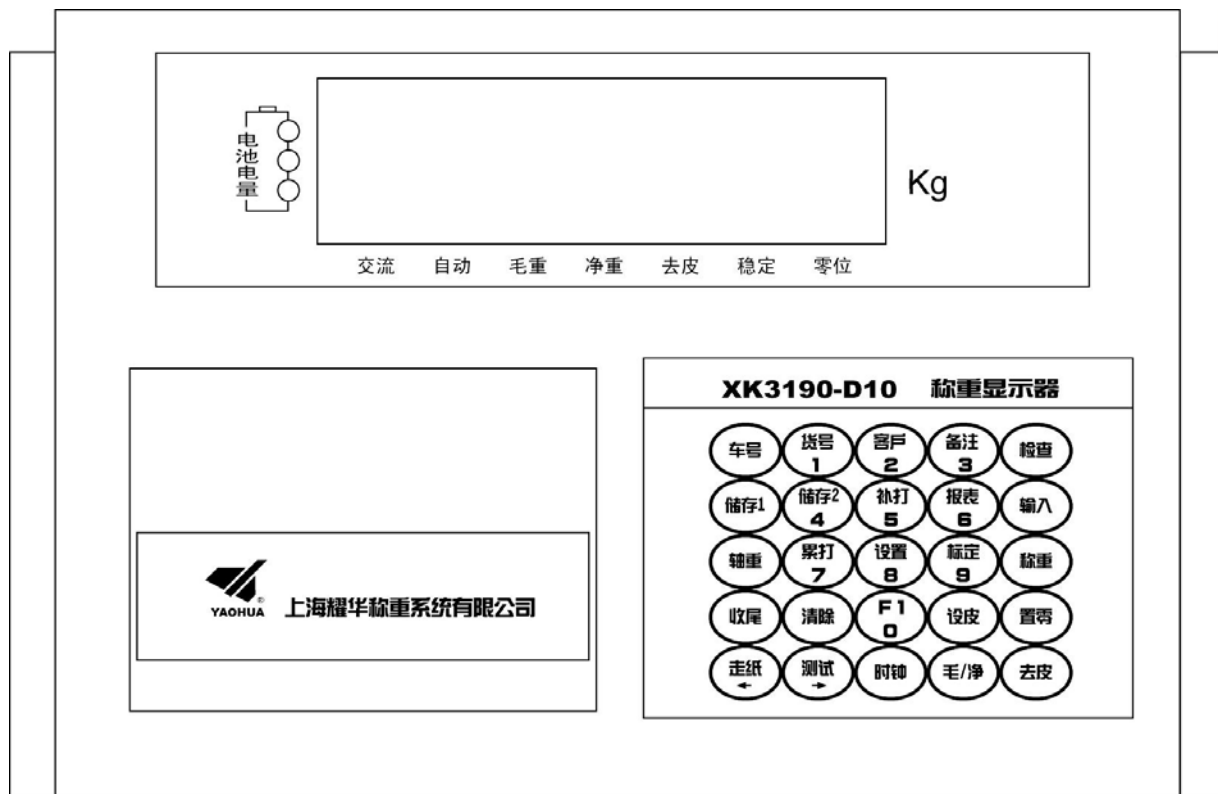 电池电量
Kg
交流 自动 毛重 净重 去皮 稳定 零位
XK3190-D10 称重显示器
车号 货号 客戶 备注 检查
1 2 3
储存1 储存2 补打 报表 输入
4 5 6
轴重 累打 设置 标定 称重
7 8 9
收尾 清除 F1 设皮 置零
0
走纸 测试 时钟 毛/净 去皮
← →
YAOHUA © 上海耀华称重系统有限公司